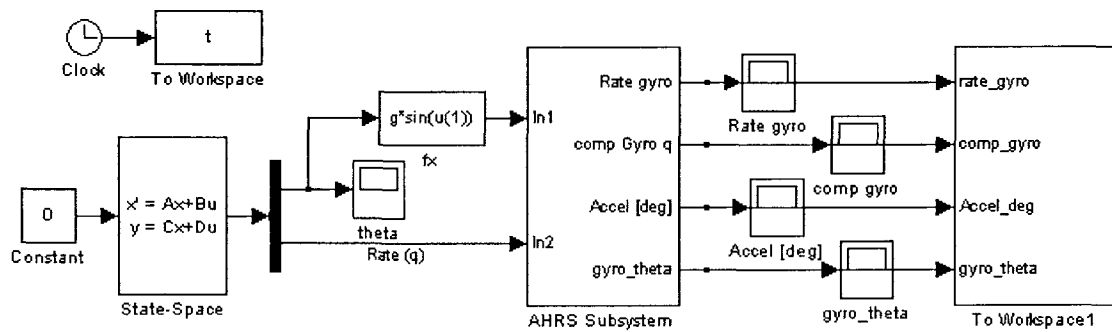 t
Clock
To Workspace
g*sin(u(1))
fx
0
Constant
x' = Ax+Bu
y = Cx+Du
State-Space
theta
Rate (q)
In1
In2
Rate gyro
comp Gyro q
Accel [deg]
gyro_theta
AHRS Subsystem
Rate gyro
comp gyro
Accel [deg]
gyro_theta
rate_gyro
comp_gyro
Accel_deg
gyro_theta
To Workspace1